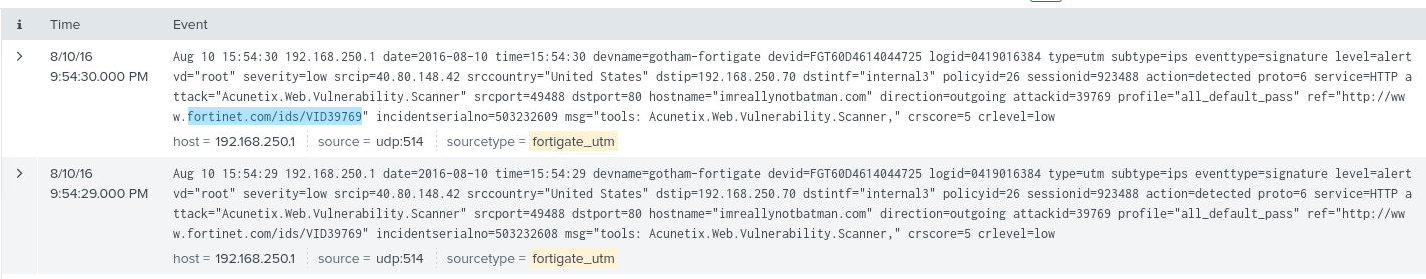 i Time Event
> 8/10/16 Aug 10 15:54:30 192.168.250.1 date=2016-08-10 time=15:54:30 devname=gotham-fortigate devid=FGT60D4614044725 logid=0419016384 type=utm subtype=ips eventtype=signature level=alert
9:54:30.000 PM vd="root" severity=low srcip=40.80.148.42 srccountry="United States" dstip=192.168.250.70 dstintf="internal3" policyid=26 sessionid=923488 action=detected proto=6 service=HTTP a
ttack="Acunetix.Web.Vulnerability.Scanner" srcport=49488 dstport=80 hostname="imreallynotbatman.com" direction=outgoing attackid=39769 profile="all_default_pass" ref="http://ww
w.fortinet.com/ids/VID39769" incidentserialno=503232609 msg="tools: Acunetix.Web.Vulnerability.Scanner," crscore=5 crlevel=low
host = 192.168.250.1 source = udp:514 sourcetype = fortigate_utm
> 8/10/16 Aug 10 15:54:29 192.168.250.1 date=2016-08-10 time=15:54:29 devname=gotham-fortigate devid=FGT60D4614044725 logid=0419016384 type=utm subtype=ips eventtype=signature level=alert
9:54:29.000 PM vd="root" severity=low srcip=40.80.148.42 srccountry="United States" dstip=192.168.250.70 dstintf="internal3" policyid=26 sessionid=923488 action=detected proto=6 service=HTTP a
ttack="Acunetix.Web.Vulnerability.Scanner" srcport=49488 dstport=80 hostname="imreallynotbatman.com" direction=outgoing attackid=39769 profile="all_default_pass" ref="http://ww
w.fortinet.com/ids/VID39769" incidentserialno=503232608 msg="tools: Acunetix.Web.Vulnerability.Scanner," crscore=5 crlevel=low
host = 192.168.250.1 source = udp:514 sourcetype = fortigate_utm